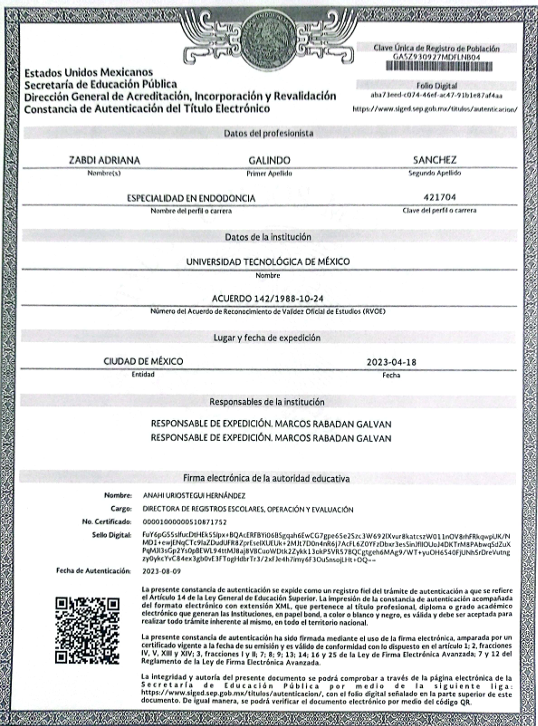 Clave Única de Registro de Población
GASZ930927MDFLNB04
Estados Unidos Mexicanos
Secretaría de Educación Pública
Dirección General de Acreditación, Incorporación y Revalidación
Constancia de Autenticación del Título Electrónico
Folio Digital
https://www.siged.sep.gob.mx/titulos/autenticacion/
Datos del profesionista
ZABDI ADRIANA GALINDO SANCHEZ
Nombre(s) Primer Apellido Segundo Apellido
ESPECIALIDAD EN ENDODONCIA 421704
Nombre del perfil o carrera Clave del perfil o carrera
Datos de la institución
UNIVERSIDAD TECNOLÓGICA DE MÉXICO
Nombre
ACUERDO 142/1988-10-24
Número del Acuerdo de Reconocimiento de Validez Oficial de Estudios (RVOE)
Lugar y fecha de expedición
CIUDAD DE MÉXICO 2023-04-18
Entidad Fecha
Responsables de la institución
RESPONSABLE DE EXPEDICIÓN. MARCOS RABADAN GALVAN
RESPONSABLE DE EXPEDICIÓN. MARCOS RABADAN GALVAN
Firma electrónica de la autoridad educativa
Nombre: ANAHI URIOSTEGUI HERNÁNDEZ
Cargo: DIRECTORA DE REGISTROS ESCOLARES, OPERACIÓN Y EVALUACIÓN
No. Certificado: 00001000000510871752
Sello Digital:
Fecha de Autenticación: 2023-08-09
La presente constancia de autenticación se expide como un registro fiel del trámite de autenticación a que se refiere
el Artículo 14 de la Ley General de Educación Superior. La impresión de la constancia de autenticación acompañada
del formato electrónico con extensión XML, que pertenece al título profesional, diploma o grado académico
electrónico que generan las Instituciones, en papel bond, a color o blanco y negro, es válida y debe ser aceptada para
realizar todo trámite inherente al mismo, en todo el territorio nacional.
La presente constancia de autenticación ha sido firmada mediante el uso de la firma electrónica, amparada por un
certificado vigente a la fecha de su emisión y es válido de conformidad con lo dispuesto en el artículo 1; 2, fracciones
IV, V, XIII y XIV; 3, fracciones I y II; 7; 8; 9; 13; 14; 16 y 25 de la Ley de Firma Electrónica Avanzada; 7 y 12 del
Reglamento de la Ley de Firma Electrónica Avanzada.
La integridad y autoría del presente documento se podrá comprobar a través de la página electrónica de la
Secretaría de Educación Pública por medio de la siguiente liga:
https://www.siged.sep.gob.mx/titulos/autenticacion/, con el folio digital señalado en la parte superior de este
documento. De igual manera, se podrá verificar el documento electrónico por medio del código QR.